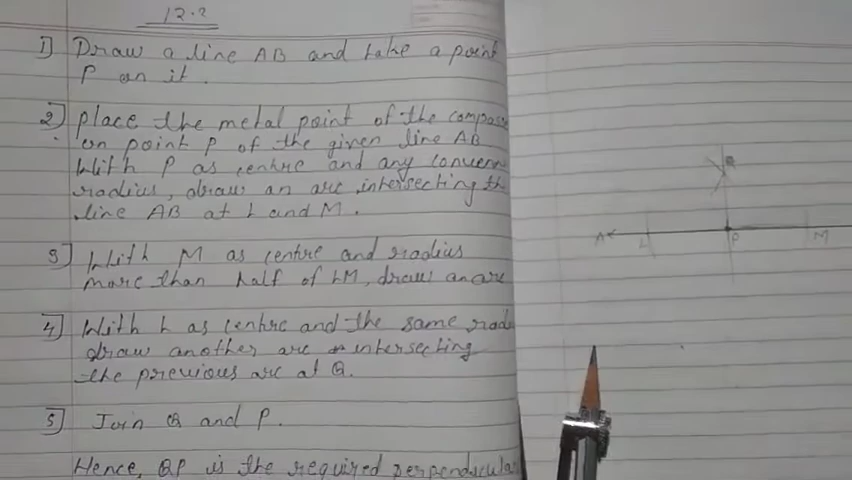 12.2
1] Draw a line AB and take a point
P on it.
2] Place the metal point of the compass
on point P of the given line AB
With P as centre and any
radius, draw an arc intersecting the
line AB at L and M.
3] With M as centre and radius
more than half of LM, draw an arc
4] With L as centre and the same
draw another arc intersecting
the previous arc at Q.
5] Join Q and P.
Hence, QP is the required perpendicula
Q
A
L
P
M